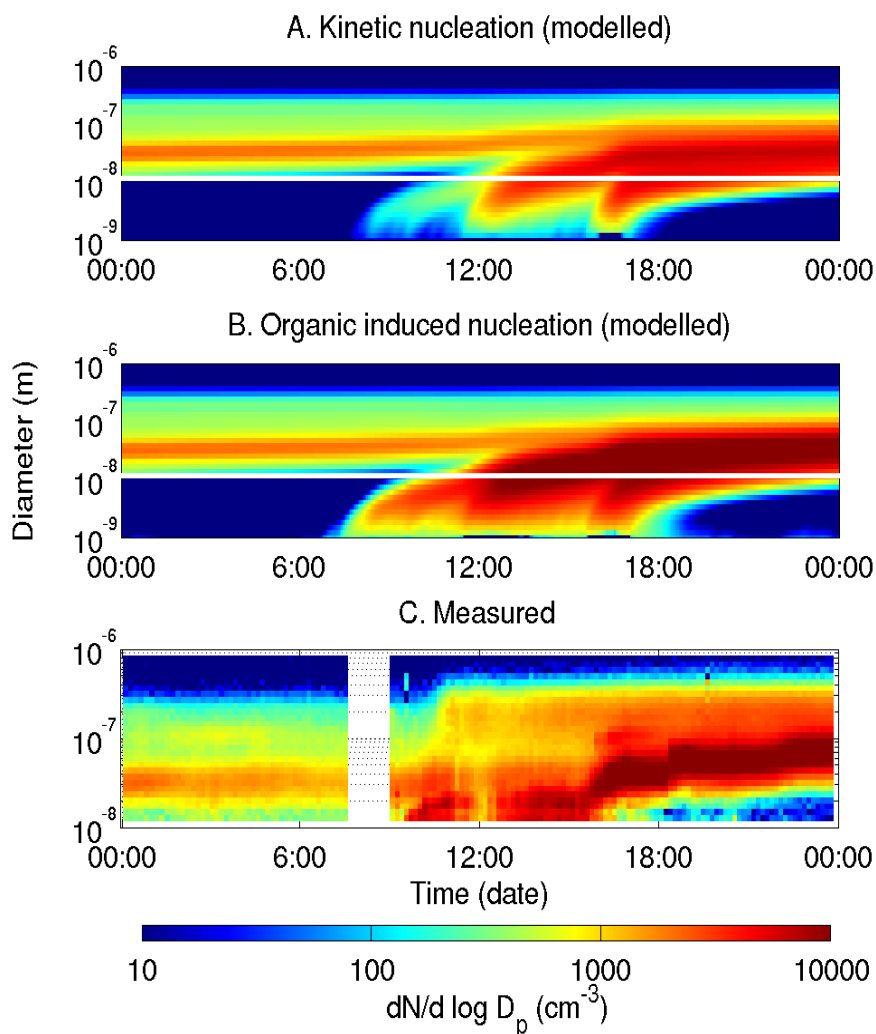 A. Kinetic nucleation (modelled)
10⁻⁶
10⁻⁷
10⁻⁸
10⁻⁹
00:00 6:00 12:00 18:00 00:00
B. Organic induced nucleation (modelled)
10⁻⁶
10⁻⁷
10⁻⁸
10⁻⁹
00:00 6:00 12:00 18:00 00:00
Diameter (m)
C. Measured
10⁻⁶
10⁻⁷
10⁻⁸
00:00 6:00 12:00 18:00 00:00
Time (date)
10 100 1000 10000
dN/d log Dₚ (cm⁻³)